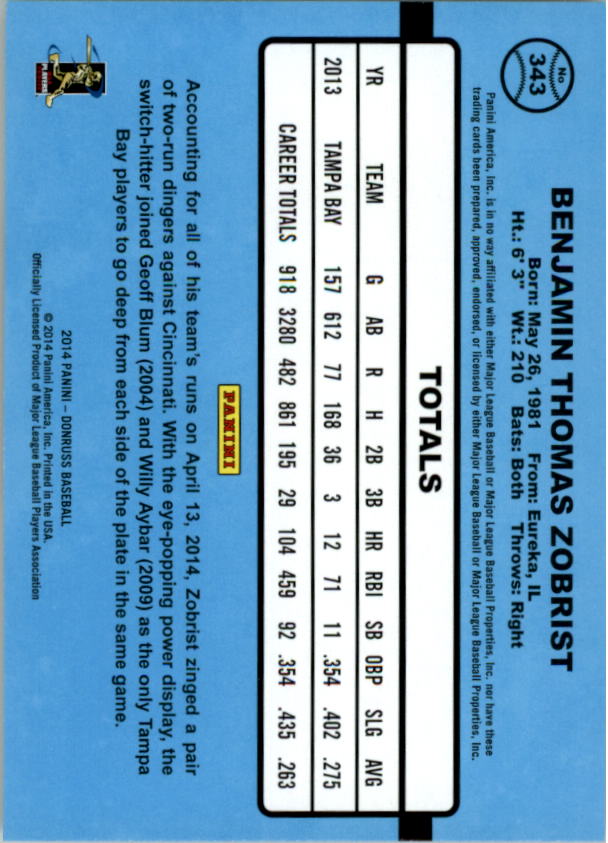 No
343
BENJAMIN THOMAS ZOBRIST
Born: May 26, 1981 From: Eureka, IL
Ht.: 6' 3" Wt.: 210 Bats: Both Throws: Right
Panini America, Inc. is in no way affiliated with either Major League Baseball or Major League Baseball Properties, Inc. nor have these
trading cards been prepared, approved, endorsed, or licensed by either Major League Baseball or Major League Baseball Properties, Inc.
TOTALS
YR TEAM G AB R H 2B 3B HR RBI SB OBP SLG AVG
2013 TAMPA BAY 157 612 77 168 36 3 12 71 11 .354 .402 .275
CAREER TOTALS 918 3280 482 861 195 29 104 459 92 .354 .435 .263
PANINI
Accounting for all of his team's runs on April 13, 2014, Zobrist zinged a pair
of two-run dingers against Cincinnati. With the eye-popping power display, the
switch-hitter joined Geoff Blum (2004) and Willy Aybar (2009) as the only Tampa
Bay players to go deep from each side of the plate in the same game.
PLAYERS
2014 PANINI – DONRUSS BASEBALL
© 2014 Panini America, Inc. Printed in the USA.
Officially Licensed Product of Major League Baseball Players Association